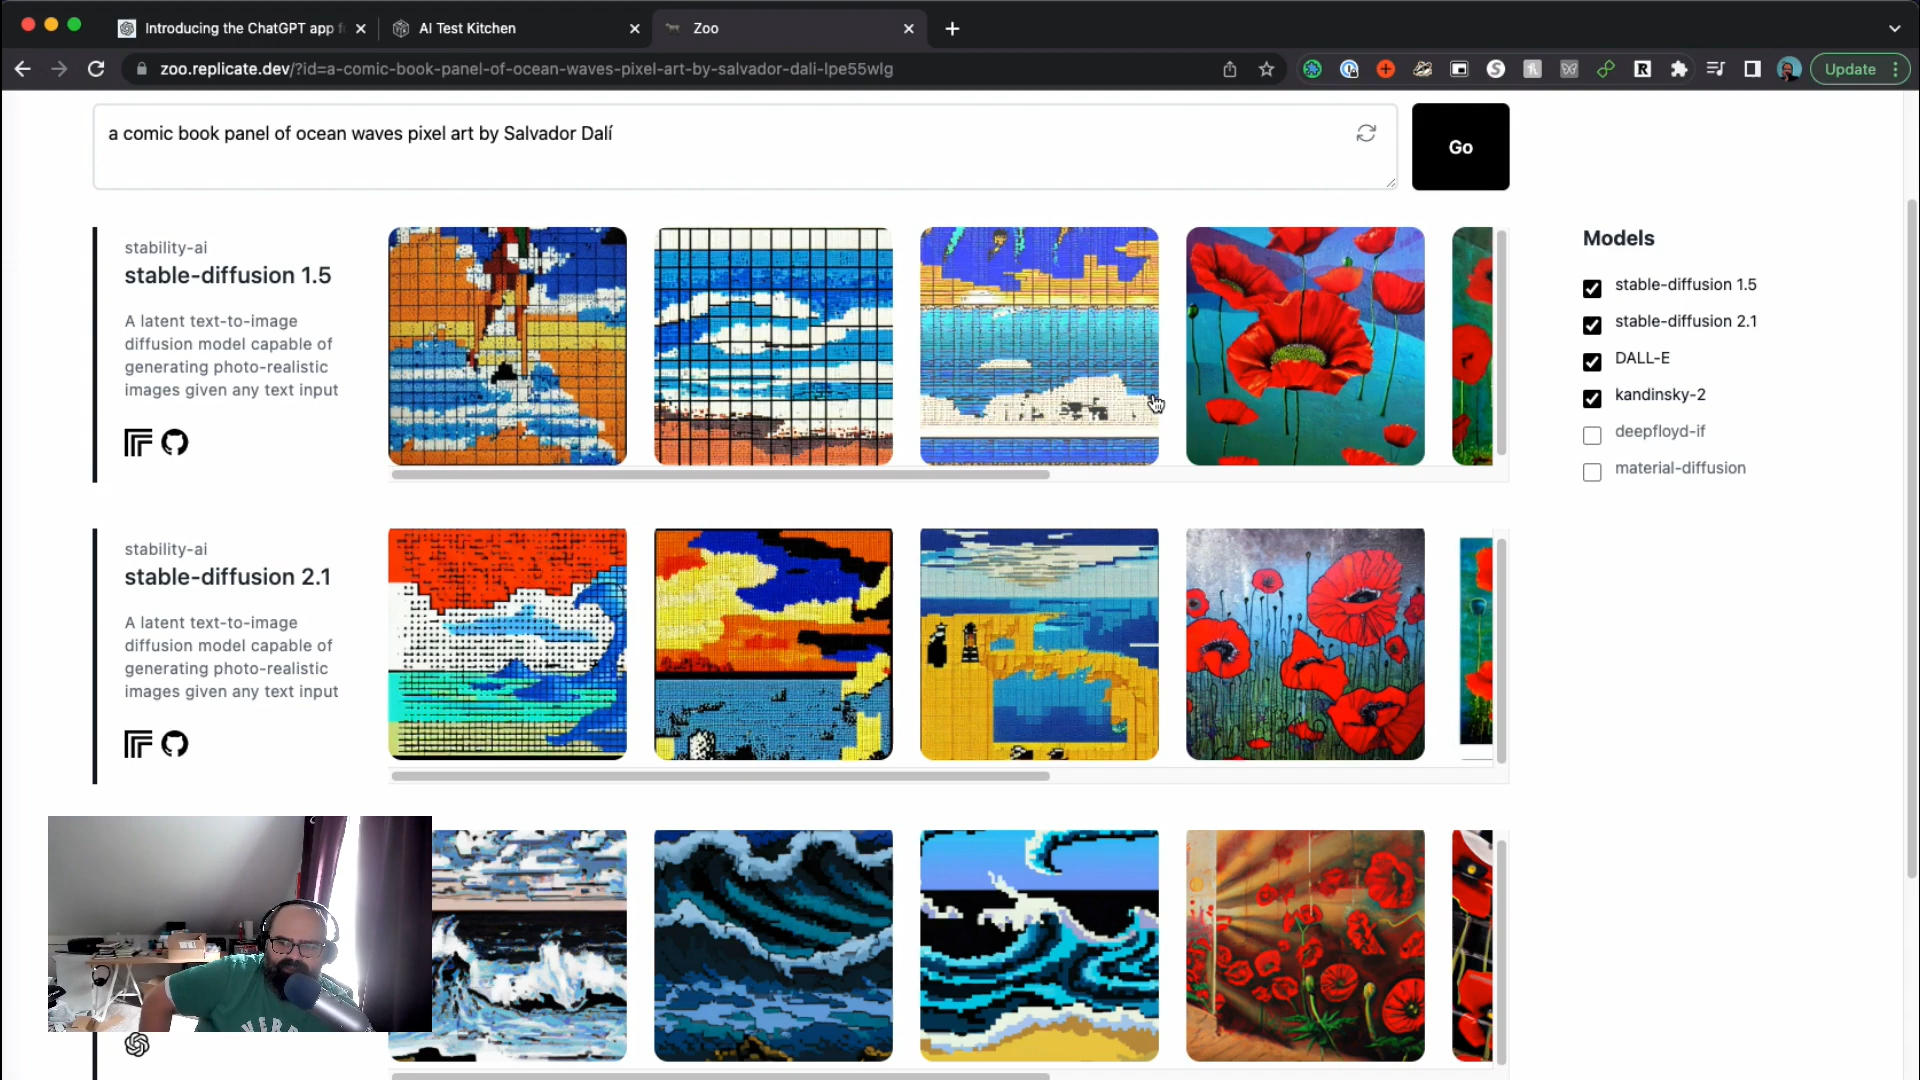 Introducing the ChatGPT app f
AI Test Kitchen
Zoo
zoo.replicate.dev/?id=a-comic-book-panel-of-ocean-waves-pixel-art-by-salvador-dali-lpe55wlg
Update
a comic book panel of ocean waves pixel art by Salvador Dalí
Go
stability-ai
stable-diffusion 1.5
A latent text-to-image
diffusion model capable of
generating photo-realistic
images given any text input
Models
stable-diffusion 1.5
stable-diffusion 2.1
DALL-E
kandinsky-2
deepfloyd-if
material-diffusion
stability-ai
stable-diffusion 2.1
A latent text-to-image
diffusion model capable of
generating photo-realistic
images given any text input